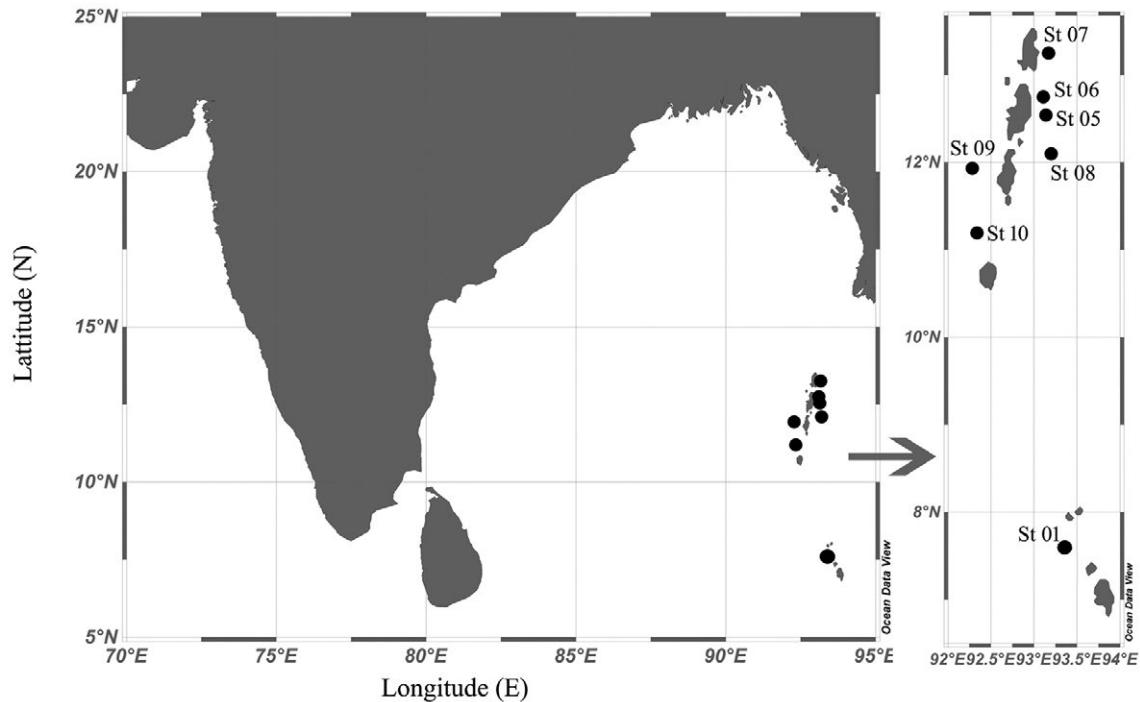 25°N
20°N
15°N
10°N
5°N
70°E 75°E 80°E 85°E 90°E 95°E
Lattitude (N)
Longitude (E)
Ocean Data View
St 07
St 06
St 05
St 09
12°N
St 08
St 10
10°N
8°N
St 01
Ocean Data View
92°E 92.5°E 93°E 93.5°E 94°E